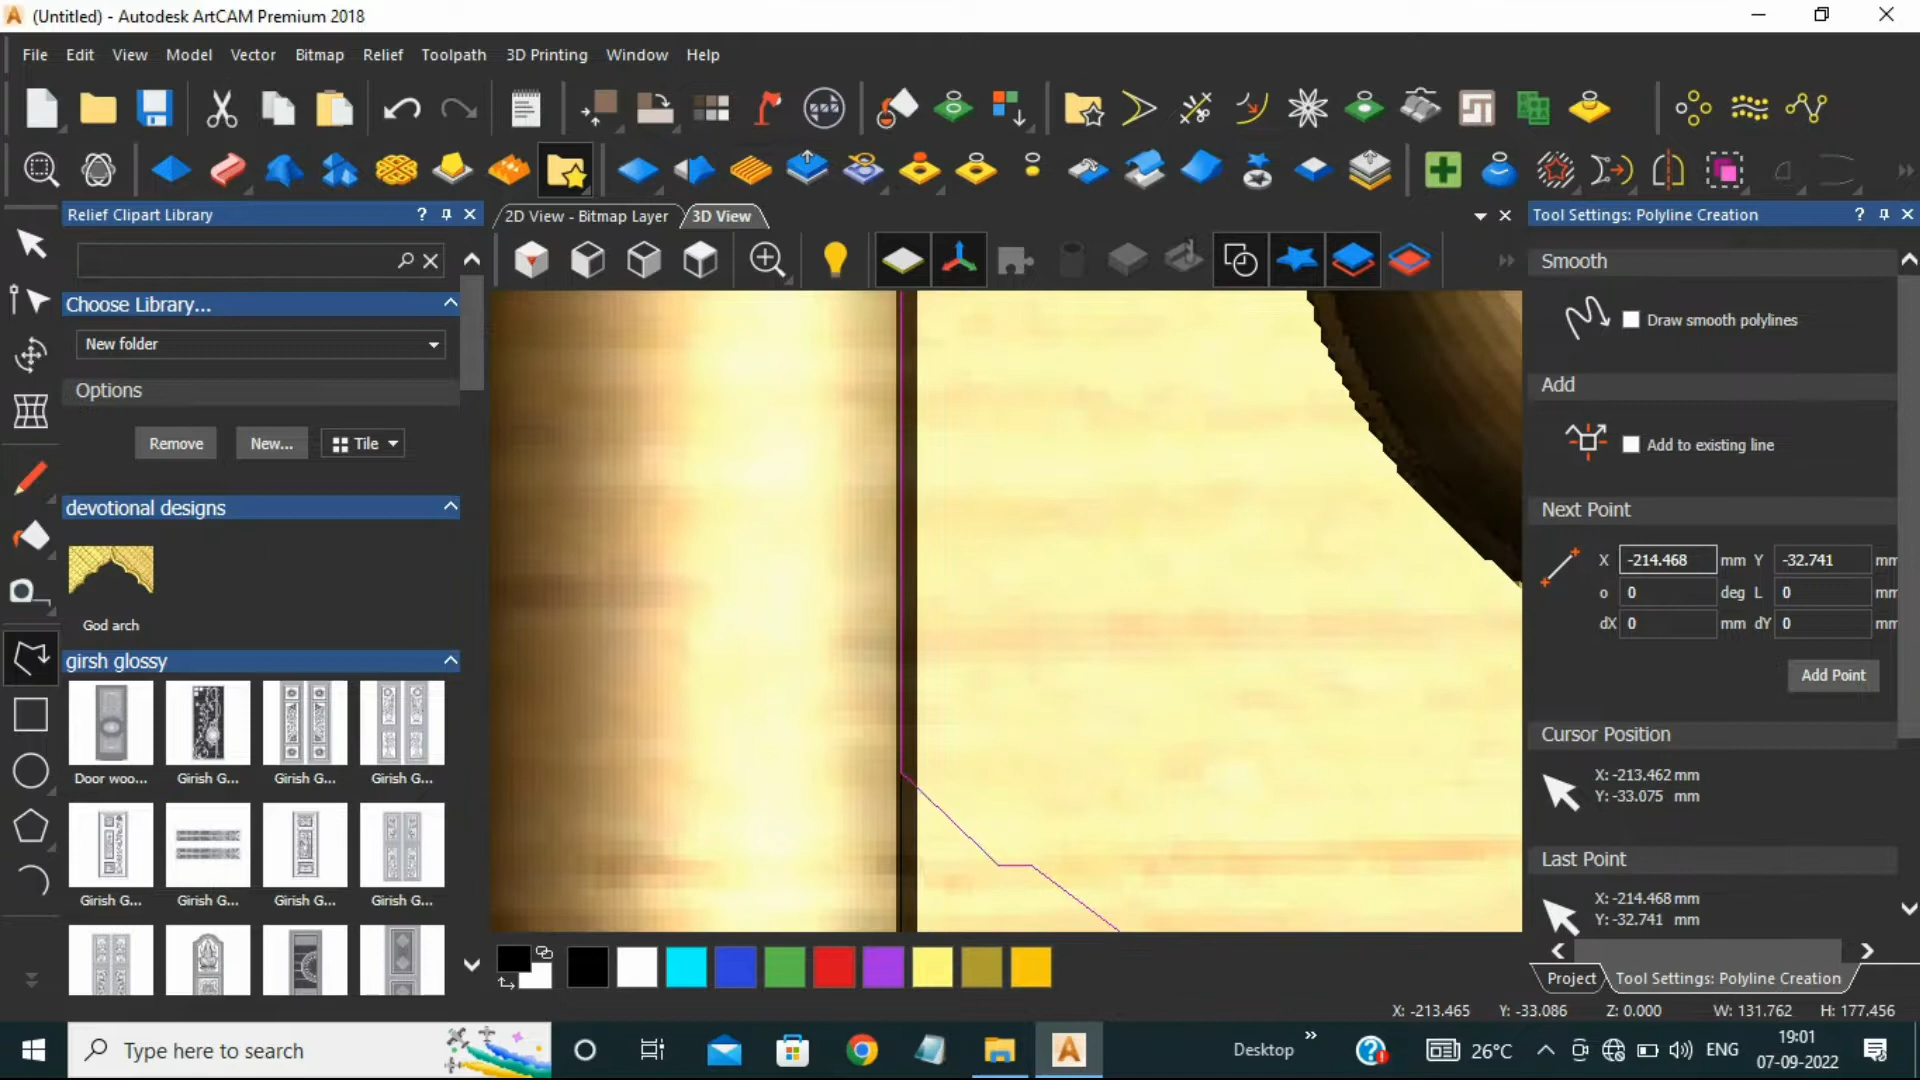 (Untitled) - Autodesk ArtCAM Premium 2018
File Edit View Model Vector Bitmap Relief Toolpath 3D Printing Window Help
Relief Clipart Library ?
2D View - Bitmap Layer 3D View
Tool Settings: Polyline Creation ?
Choose Library...
New folder
Options
Remove New... Tile
devotional designs
God arch
girsh glossy
Door woo... Girish G... Girish G... Girish G...
Girish G... Girish G... Girish G... Girish G...
Smooth
Draw smooth polylines
Add
Add to existing line
Next Point
X -214.468 mm Y -32.741 mm
o 0 deg L 0 mm
dX 0 mm dY 0 mm
Add Point
Cursor Position
X: -213.462 mm
Y: -33.075 mm
Last Point
X: -214.468 mm
Y: -32.741 mm
Project Tool Settings: Polyline Creation
X: -213.465 Y: -33.086 Z: 0.000 W: 131.762 H: 177.456
Type here to search
Desktop
26°C
ENG
19:01
07-09-2022